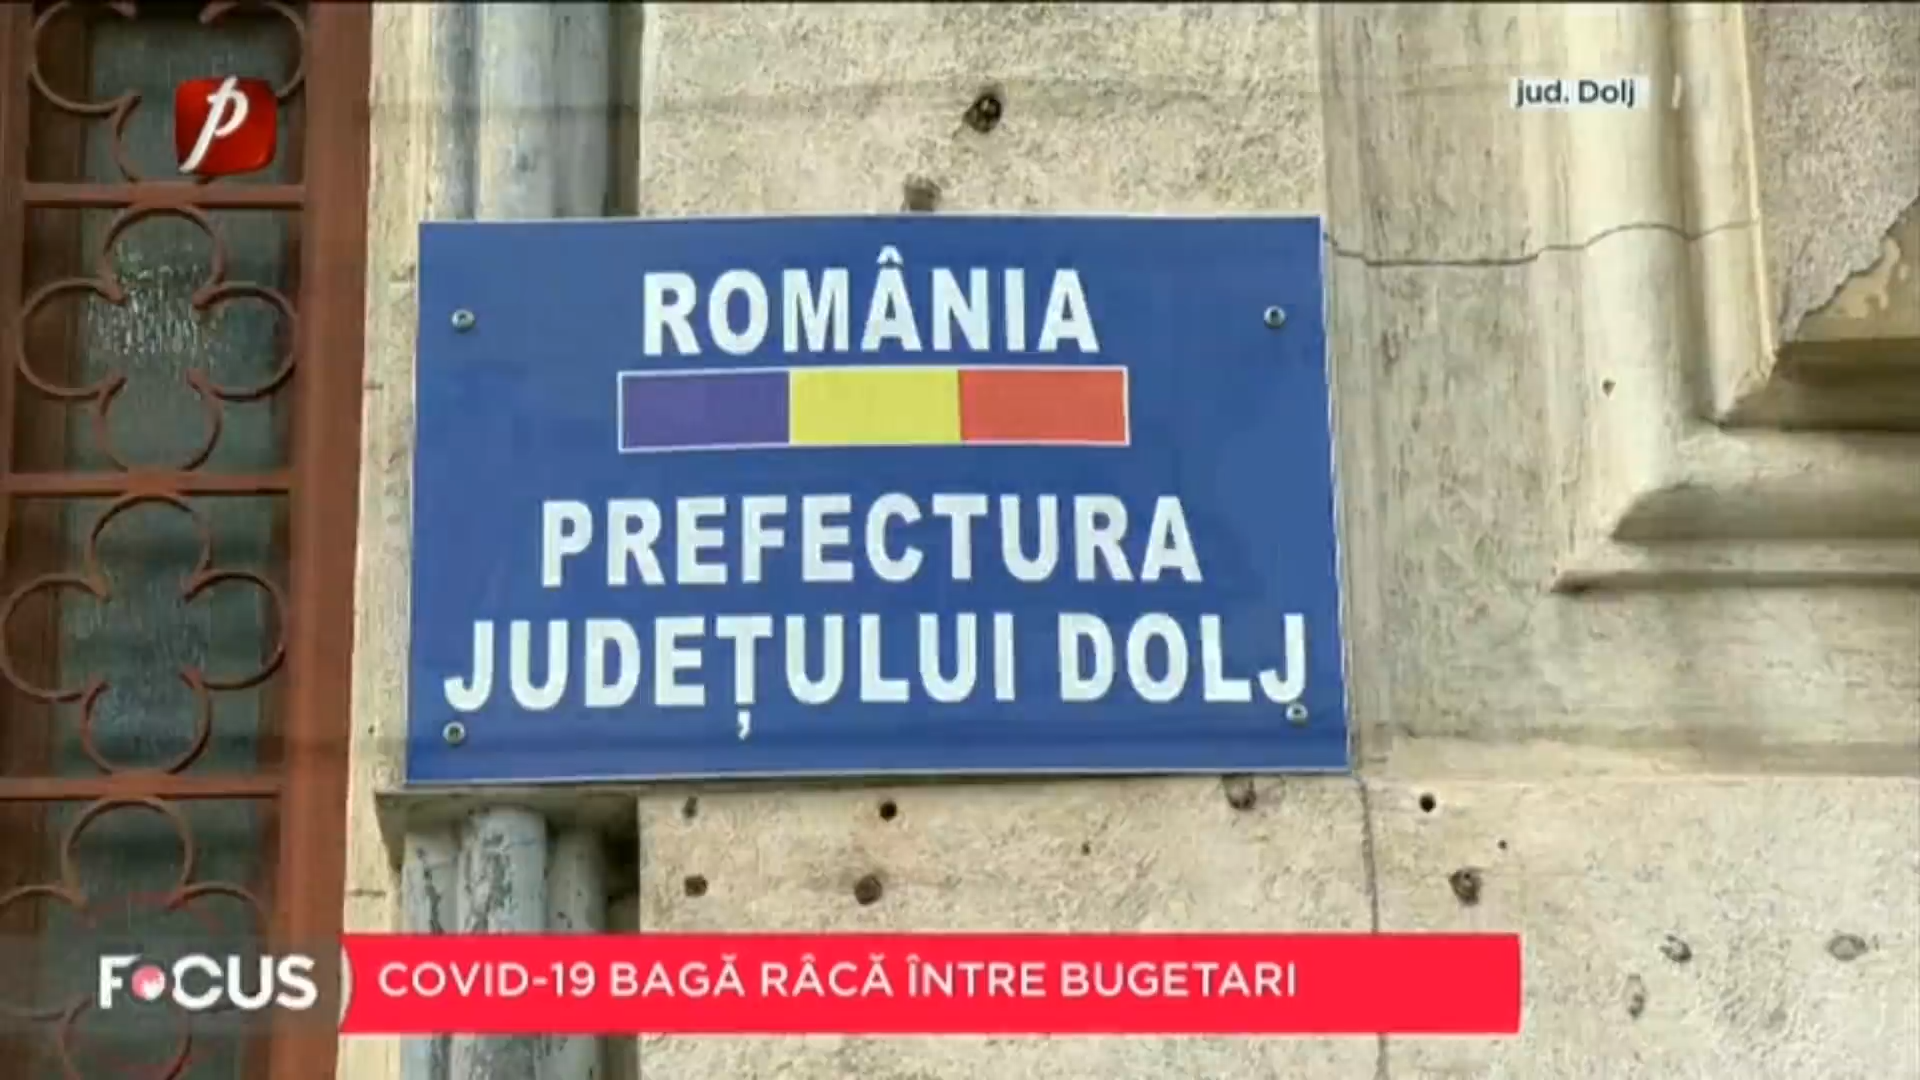 p
jud. Dolj
ROMÂNIA
PREFECTURA
JUDEȚULUI DOLJ
FOCUS
COVID-19 BAGĂ RÂCĂ ÎNTRE BUGETARI